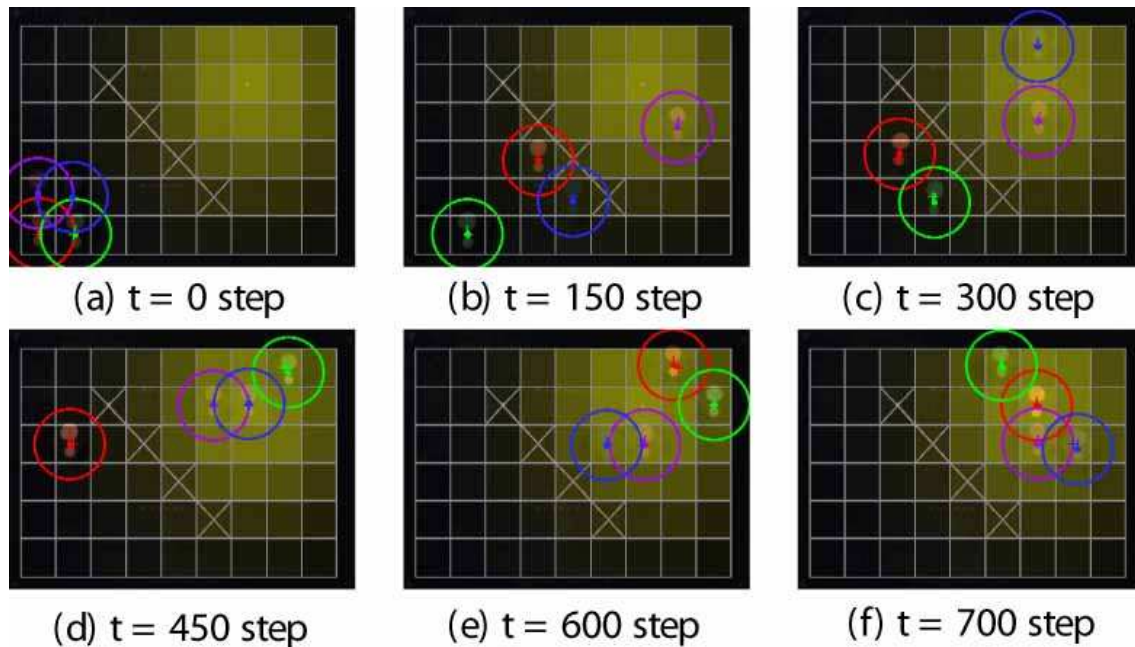 (a) t = 0 step
(b) t = 150 step
(c) t = 300 step
(d) t = 450 step
(e) t = 600 step
(f) t = 700 step